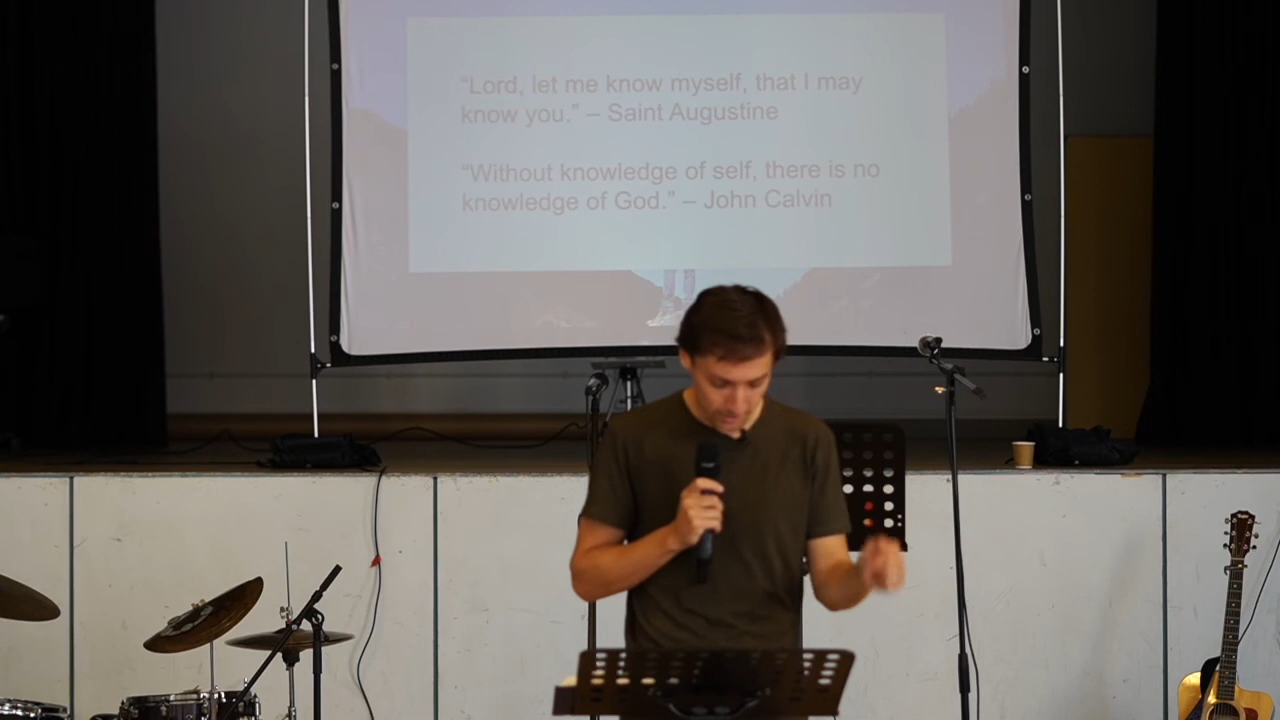 “Lord, let me know myself, that I may
know you.” – Saint Augustine
“Without knowledge of self, there is no
knowledge of God.” – John Calvin